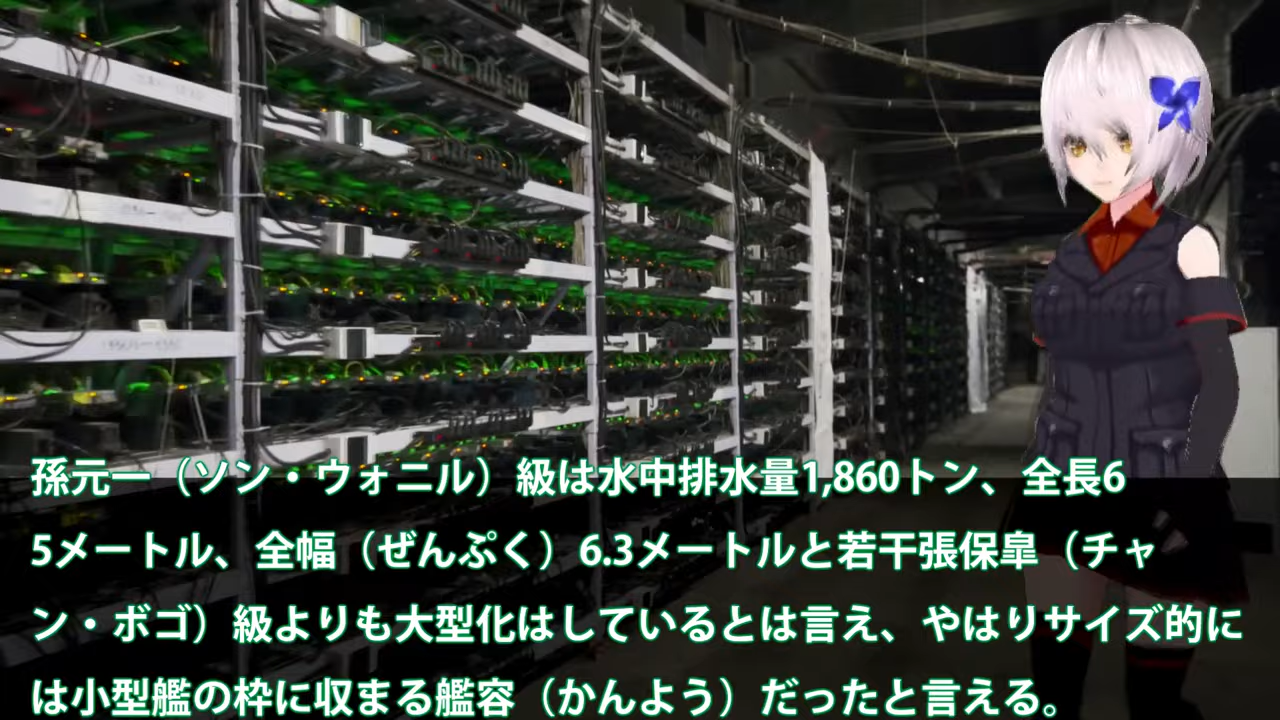 孫元一（ソン・ウォニル）級は水中排水量1,860トン、全長6
5メートル、全幅（ぜんぷく）6.3メートルと若干張保皐（チャ
ン・ボゴ）級よりも大型化はしているとは言え、やはりサイズ的に
は小型艦の枠に収まる艦容（かんよう）だったと言える。